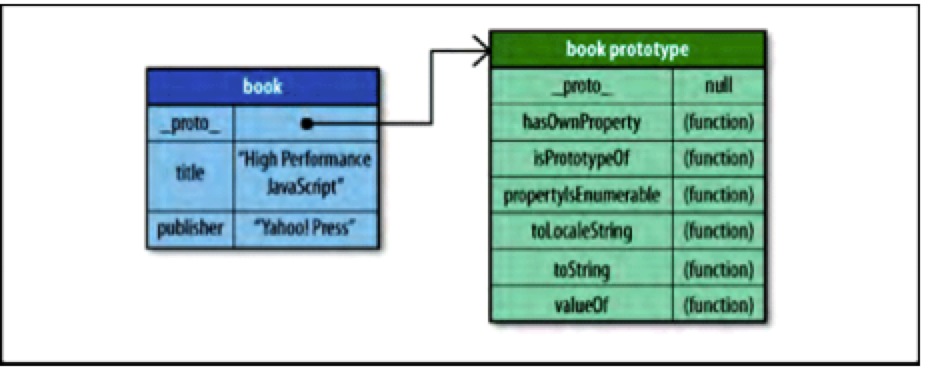 book
_proto_
title "High Performance
JavaScript"
publisher "Yahoo! Press"
book prototype
_proto_ null
hasOwnProperty (function)
isPrototypeOf (function)
propertyIsEnumerable (function)
toLocaleString (function)
toString (function)
valueOf (function)